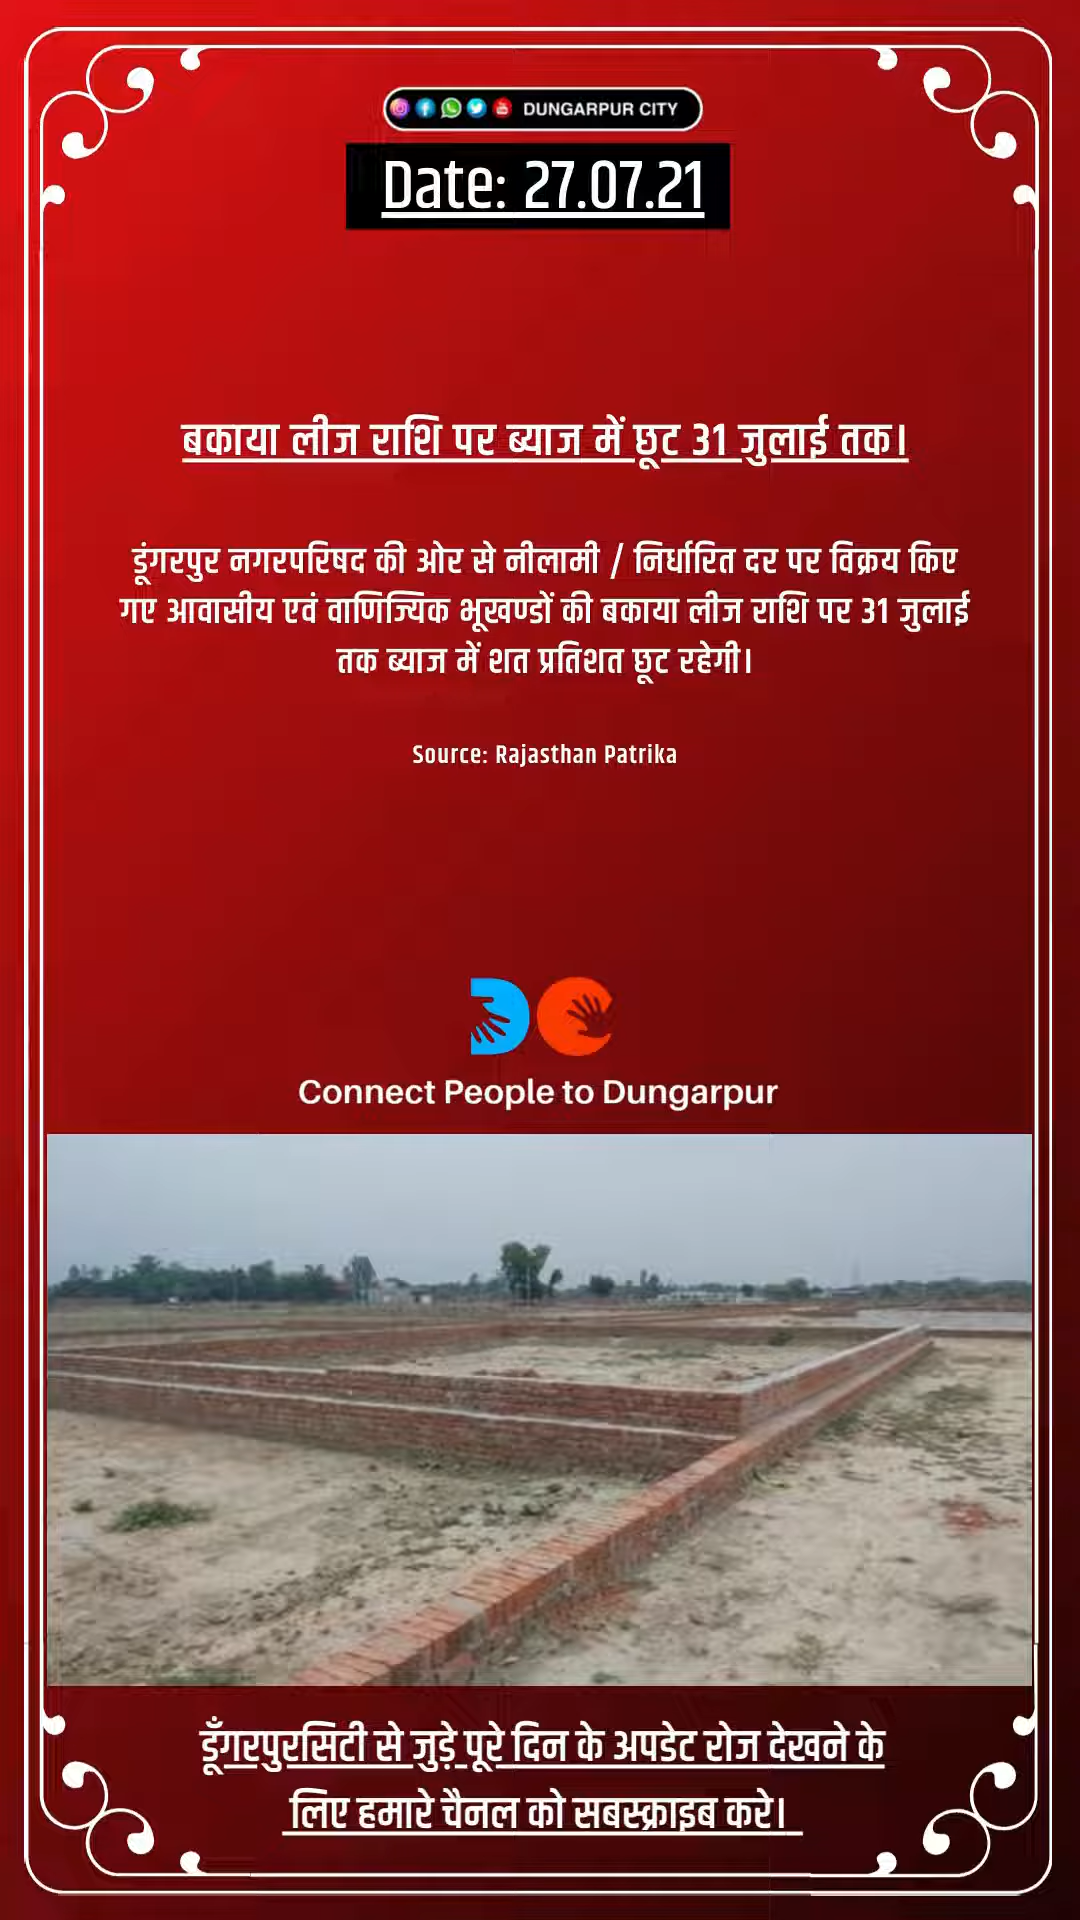 DUNGARPUR CITY
Date: 27.07.21
बकाया लीज राशि पर ब्याज में छूट 31 जुलाई तक।
डूंगरपुर नगरपरिषद की ओर से नीलामी / निर्धारित दर पर विक्रय किए
गए आवासीय एवं वाणिज्यिक भूखण्डों की बकाया लीज राशि पर 31 जुलाई
तक ब्याज में शत प्रतिशत छूट रहेगी।
Source: Rajasthan Patrika
DC
Connect People to Dungarpur
डूँगरपुरसिटी से जुड़े पूरे दिन के अपडेट रोज देखने के
लिए हमारे चैनल को सबस्क्राइब करे।